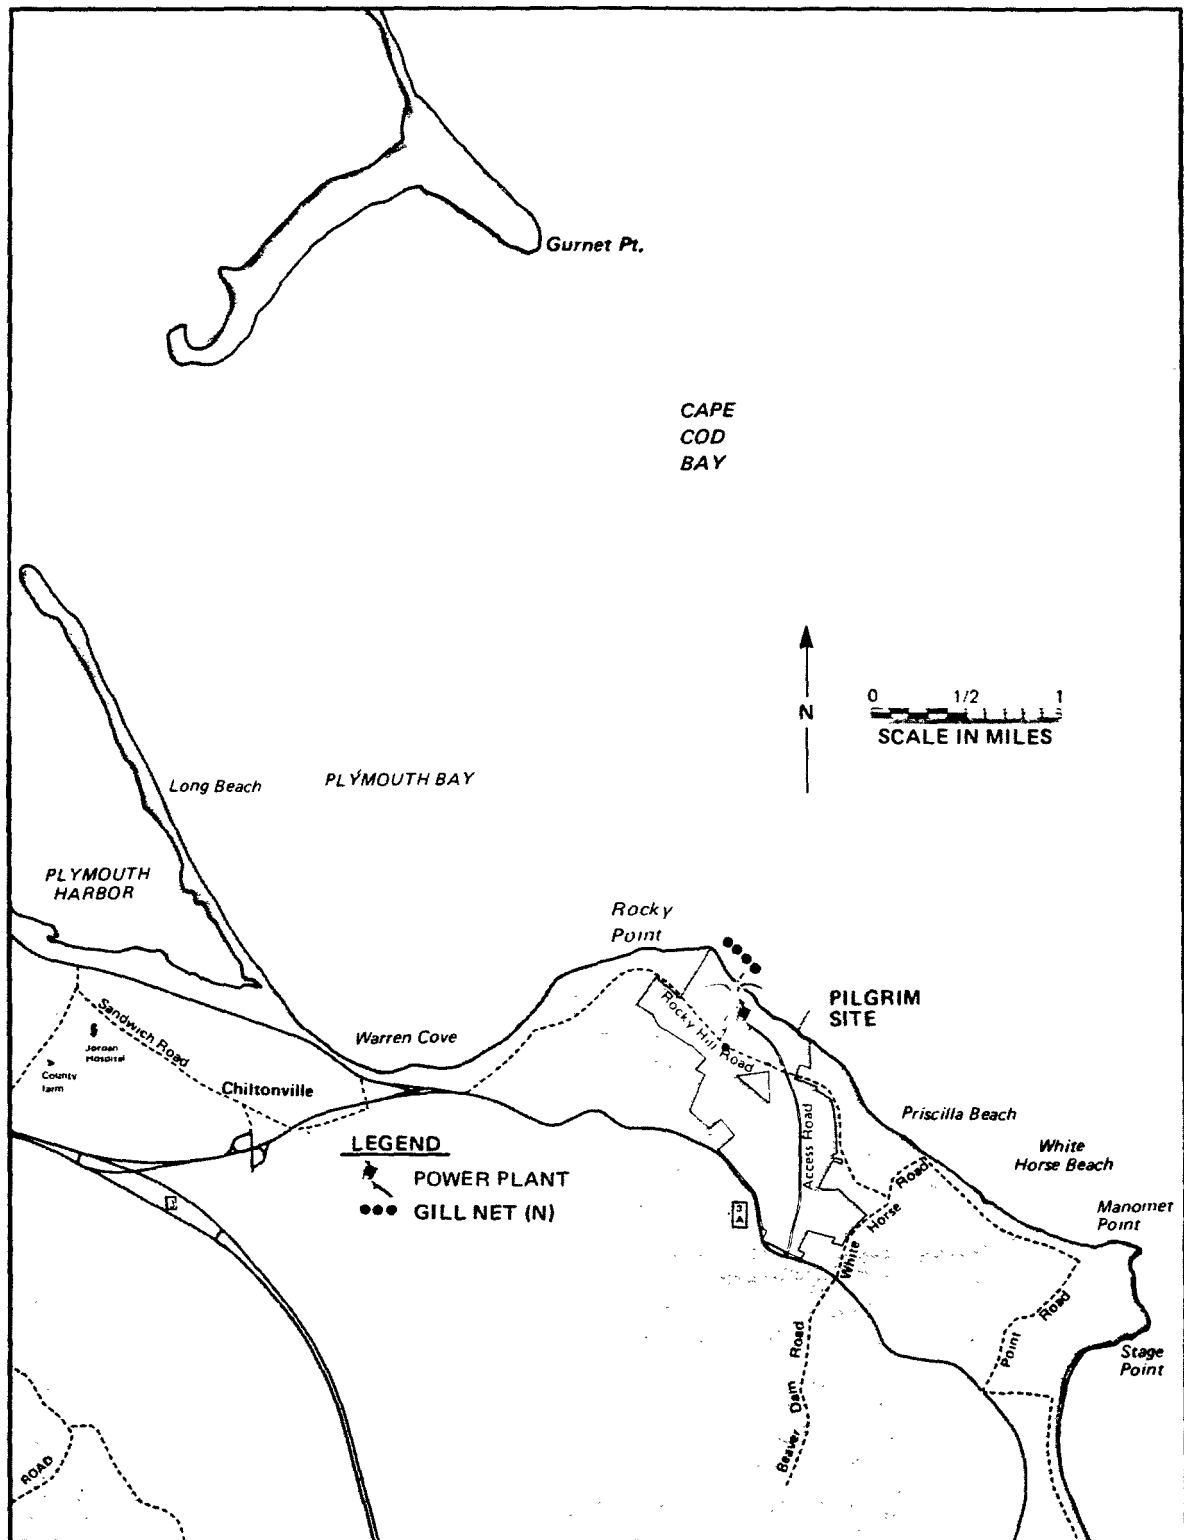 Gurnet Pt.
CAPE
COD
BAY
N
0 1/2 1
SCALE IN MILES
Long Beach
PLYMOUTH BAY
PLYMOUTH
HARBOR
Rocky
Point
PILGRIM
SITE
Rocky Hill Road
Sandwich Road
Jordan
Hospital
County
farm
Warren Cove
Chiltonville
Access Road
Priscilla Beach
White
Horse Beach
LEGEND
POWER PLANT
GILL NET (N)
3
A
White Horse Road
Manomet
Point
Point Road
Stage
Point
Beaver Dam Road
ROAD